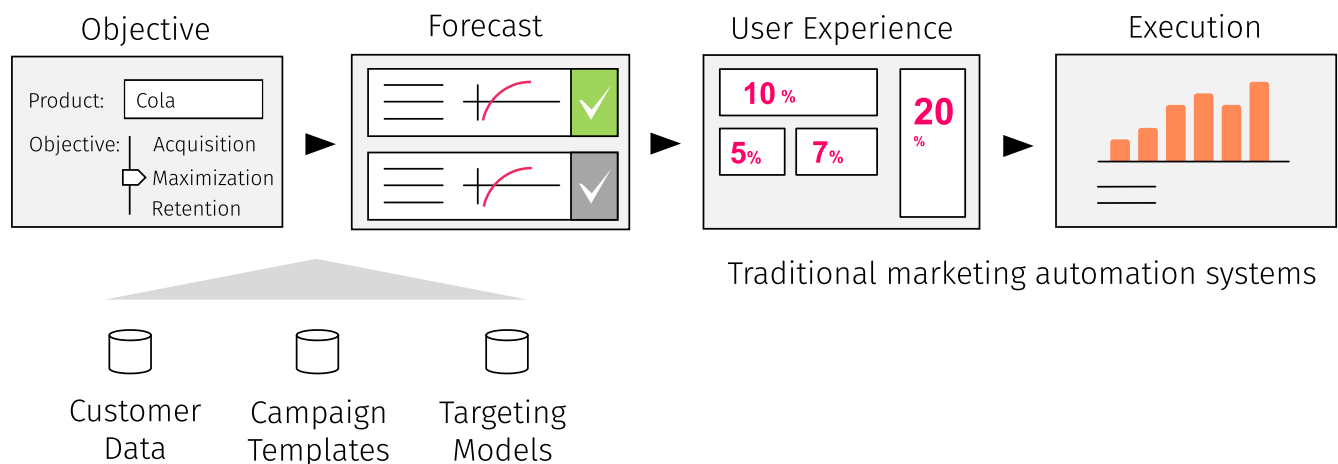 Objective
Forecast
User Experience
Execution
Product:
Cola
Objective:
Acquisition
Maximization
Retention
10 %
5%
7%
20
%
Traditional marketing automation systems
Customer
Data
Campaign
Templates
Targeting
Models